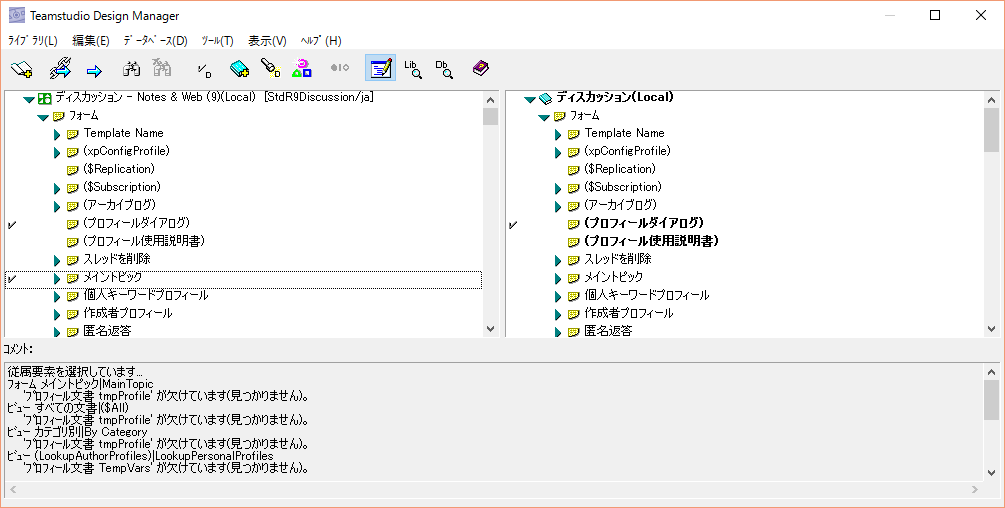 Teamstudio Design Manager
ﾗｲﾌﾞﾗﾘ(L) 編集(E) ﾃﾞｰﾀﾍﾞｰｽ(D) ﾂｰﾙ(T) 表示(V) ﾍﾙﾌﾟ(H)
Lib Db
ディスカッション - Notes & Web (9)(Local) [StdR9Discussion/ja]
フォーム
Template Name
(xpConfigProfile)
($Replication)
($Subscription)
(アーカイブログ)
(プロフィールダイアログ)
(プロフィール使用説明書)
スレッドを削除
メイントピック
個人キーワードプロフィール
作成者プロフィール
匿名返答
ディスカッション(Local)
フォーム
Template Name
(xpConfigProfile)
($Replication)
($Subscription)
(アーカイブログ)
(プロフィールダイアログ)
(プロフィール使用説明書)
スレッドを削除
メイントピック
個人キーワードプロフィール
作成者プロフィール
匿名返答
ｺﾒﾝﾄ:
従属要素を選択しています...
フォーム メイントピック|MainTopic
'プロフィール文書 tmpProfile' が欠けています(見つかりません)。
ビュー すべての文書|($All)
'プロフィール文書 tmpProfile' が欠けています(見つかりません)。
ビュー カテゴリ別|By Category
'プロフィール文書 tmpProfile' が欠けています(見つかりません)。
ビュー (LookupAuthorProfiles)|LookupPersonalProfiles
'プロフィール文書 TempVars' が欠けています(見つかりません)。